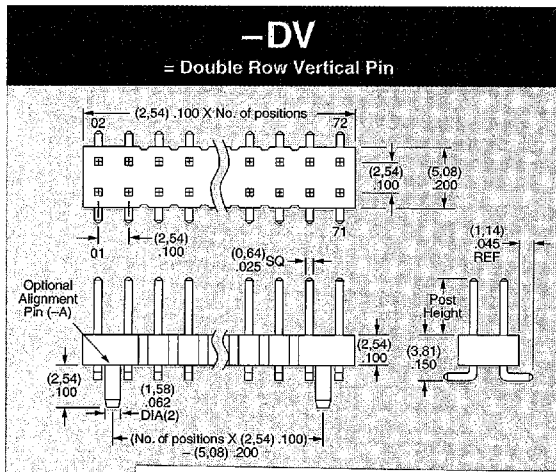 –DV
= Double Row Vertical Pin
(2,54) .100 X No. of positions
02
72
(2,54)
.100
(5,08)
.200
01
(2,54)
.100
71
(1,14)
.045
REF
(0,64)
.025
SQ
Optional
Alignment
Pin (–A)
Post
Height
(2,54)
.100
(3,81)
.150
(2,54)
.100
(1,58)
.062
DIA(2)
(No. of positions X (2,54) .100)
– (5,08) .200